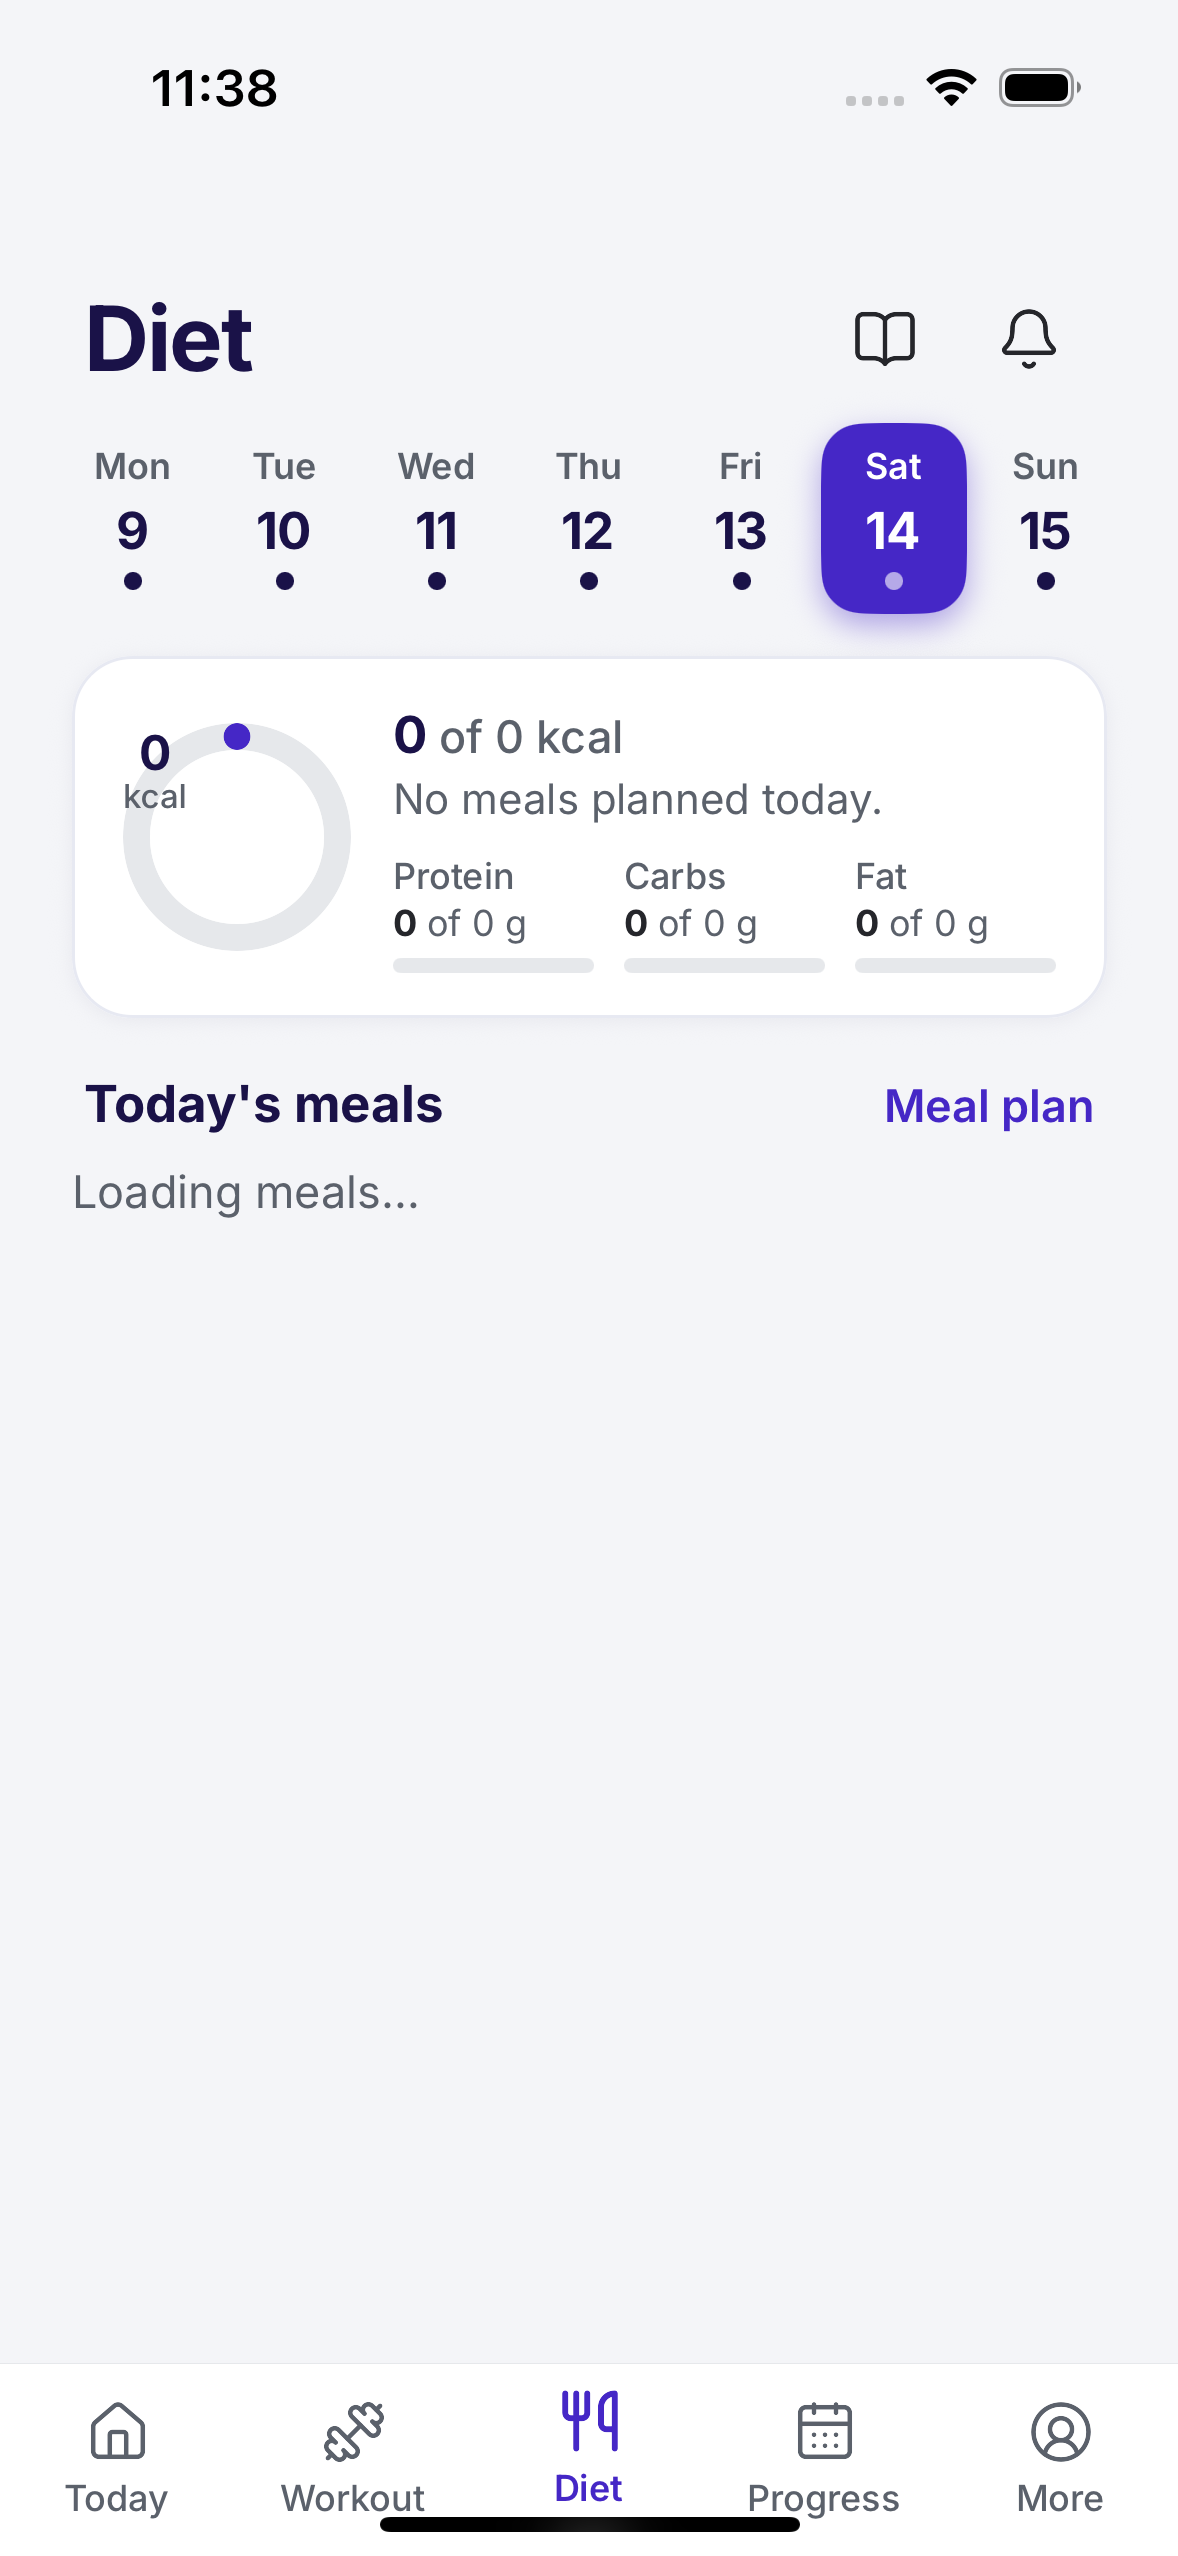 11:38
Diet
Mon Tue Wed Thu Fri Sat Sun
9 10 11 12 13 14 15
0
kcal
0 of 0 kcal
No meals planned today.
Protein Carbs Fat
0 of 0 g 0 of 0 g 0 of 0 g
Today's meals Meal plan
Loading meals...
Today Workout Diet Progress More